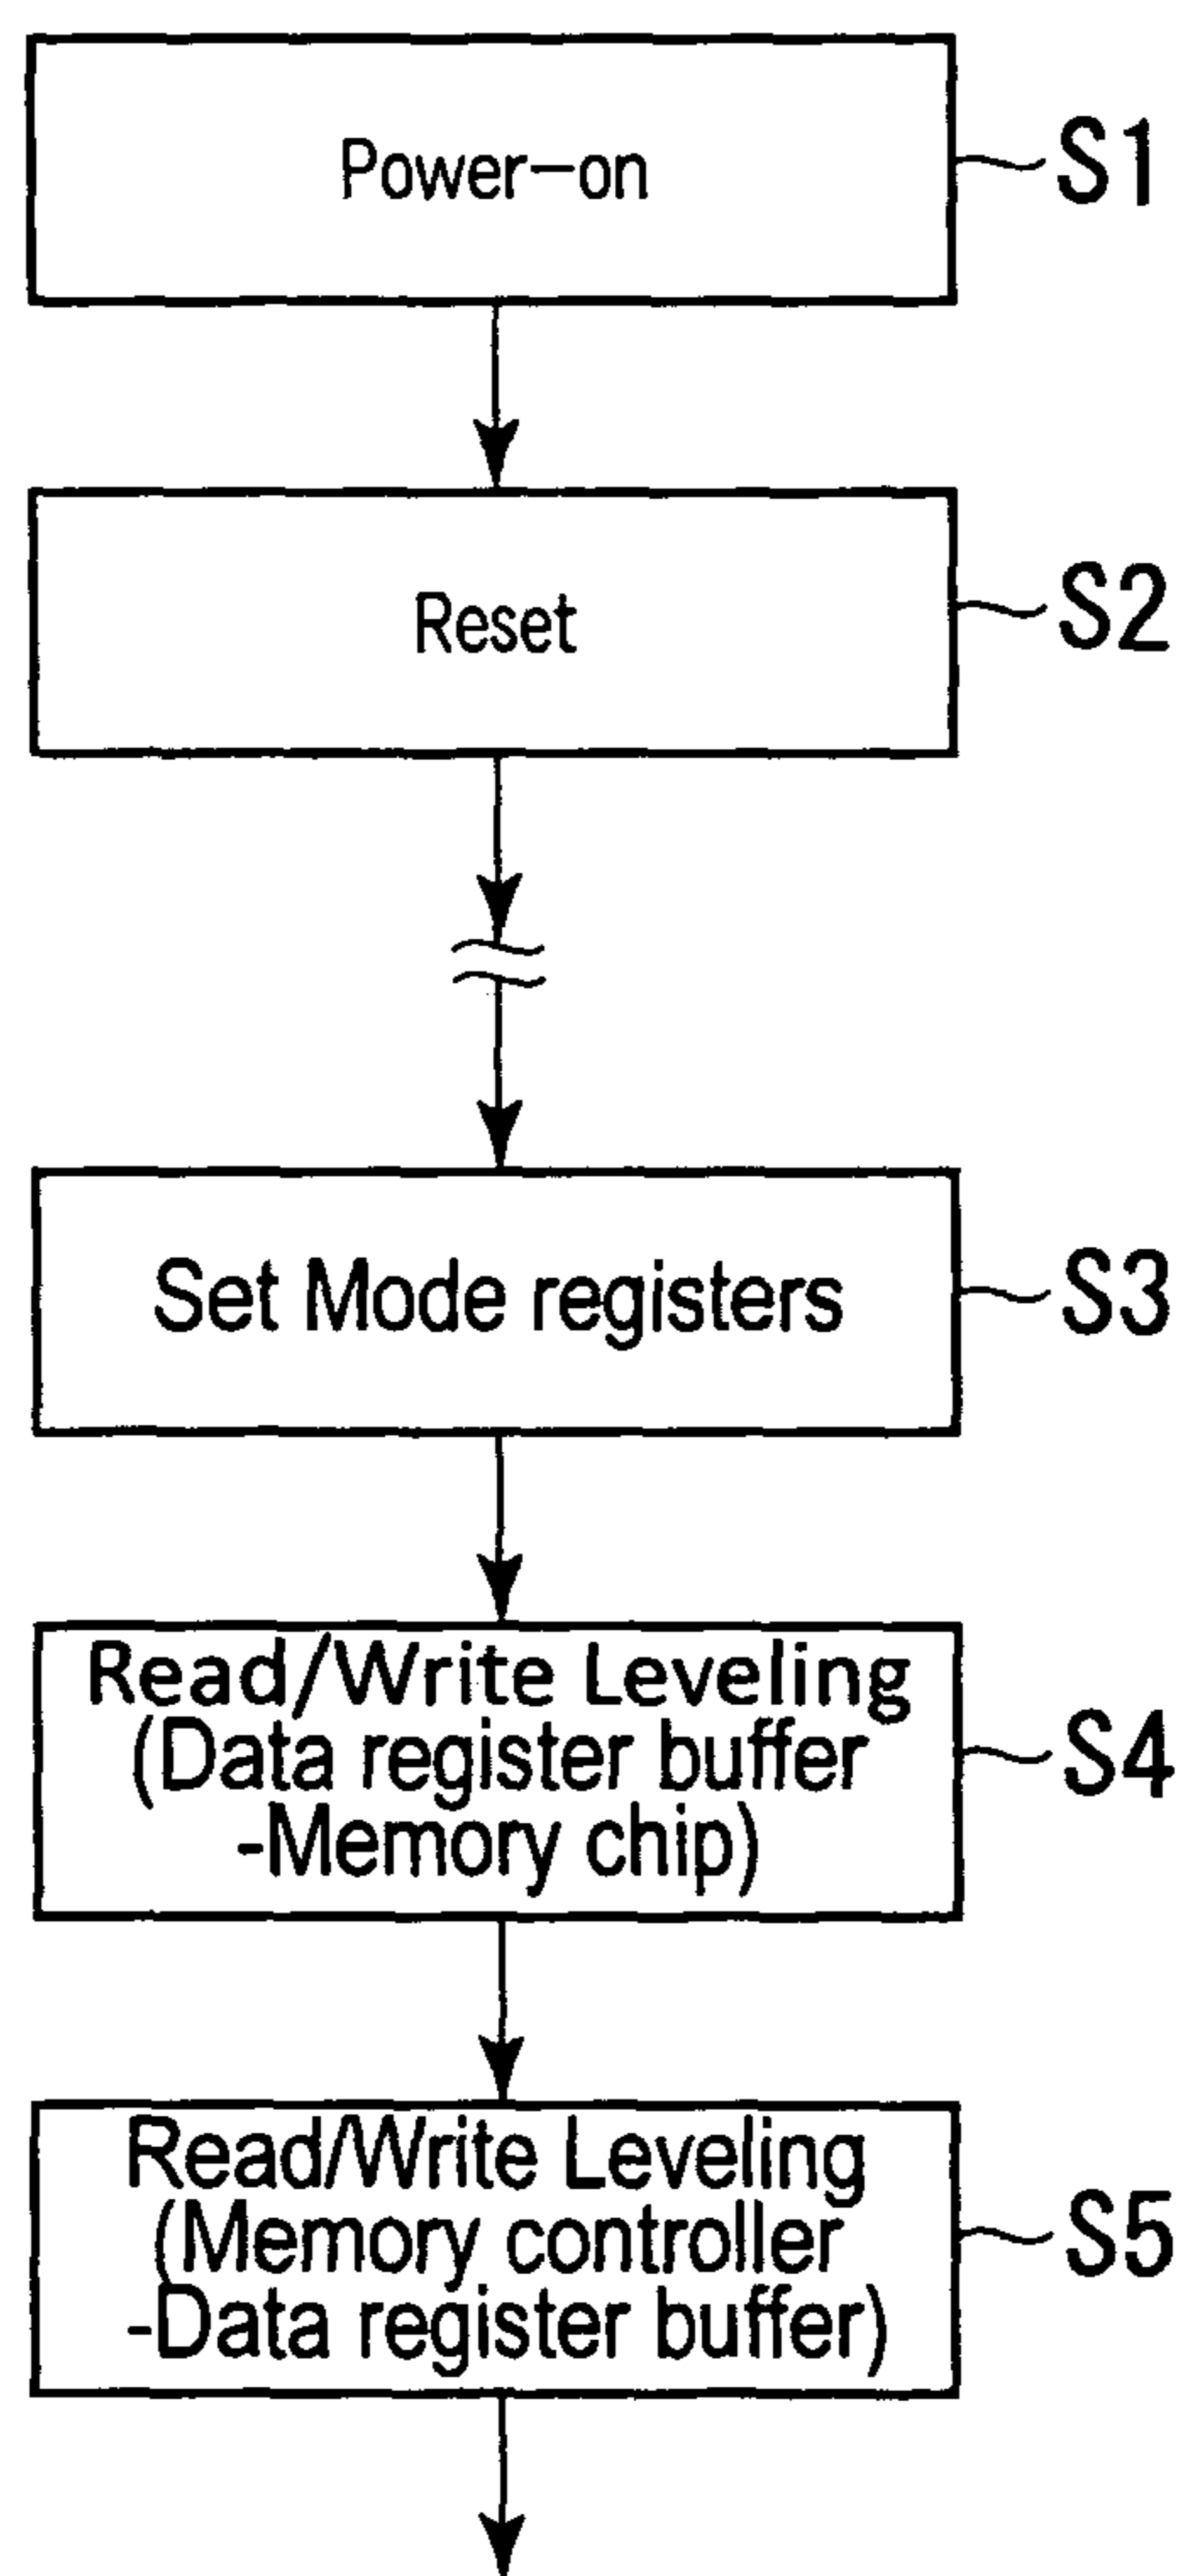 Power-on
S1
Reset
S2
Set Mode registers
S3
Read/Write Leveling
(Data register buffer
-Memory chip)
S4
Read/Write Leveling
(Memory controller
-Data register buffer)
S5